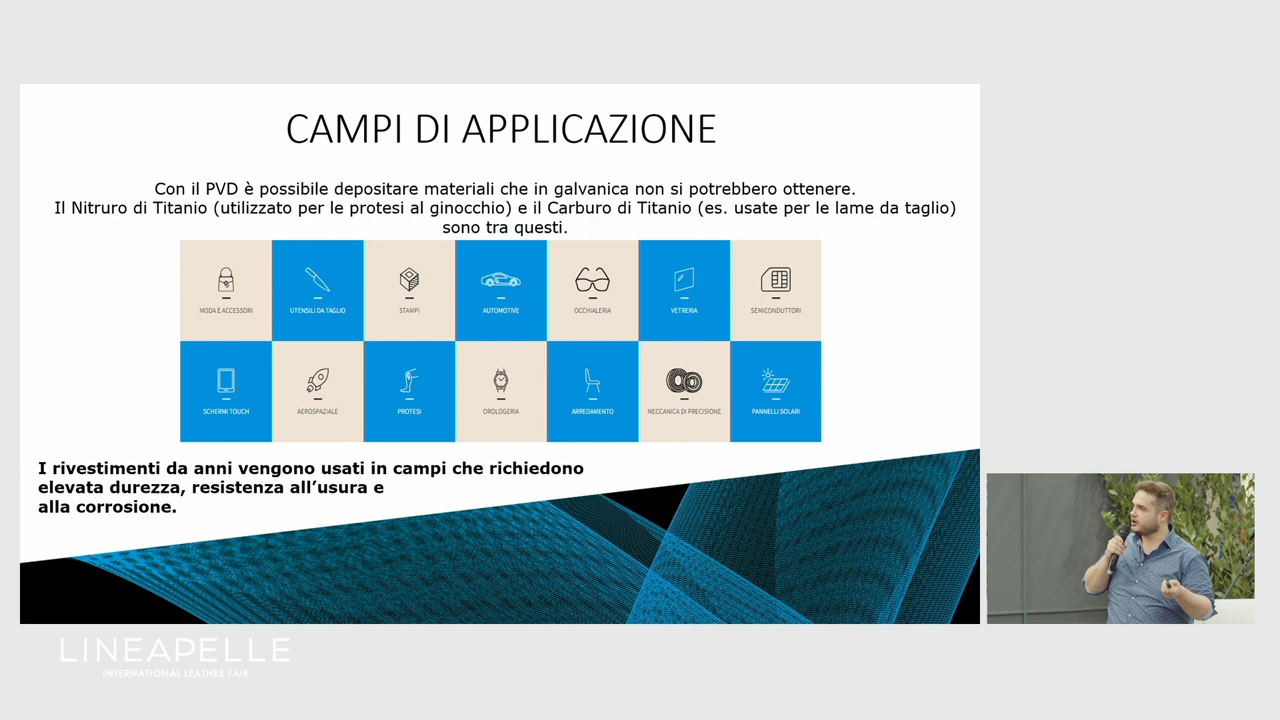 CAMPI DI APPLICAZIONE
Con il PVD è possibile depositare materiali che in galvanica non si potrebbero ottenere.
Il Nitruro di Titanio (utilizzato per le protesi al ginocchio) e il Carburo di Titanio (es. usate per le lame da taglio)
sono tra questi.
MODA E ACCESSORI
UTENSILI DA TAGLIO
STAMPI
AUTOMOTIVE
OCCHIALERIA
VETRERIA
SEMICONDUTTORI
SCHERMI TOUCH
AEROSPAZIALE
PROTESI
OROLOGERIA
ARREDAMENTO
MECCANICA DI PRECISIONE
PANNELLI SOLARI
I rivestimenti da anni vengono usati in campi che richiedono
elevata durezza, resistenza all’usura e
alla corrosione.
LINEAPELLE
INTERNATIONAL LEATHER FAIR